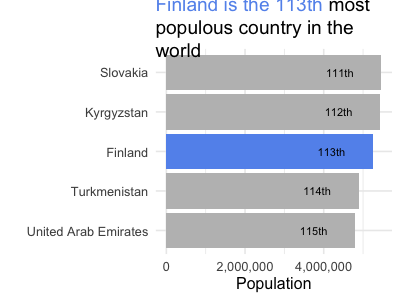 Finland is the 113th most
populous country in the
world
Slovakia
111th
Kyrgyzstan
112th
Finland
113th
Turkmenistan
114th
United Arab Emirates
115th
0
2,000,000
4,000,000
Population